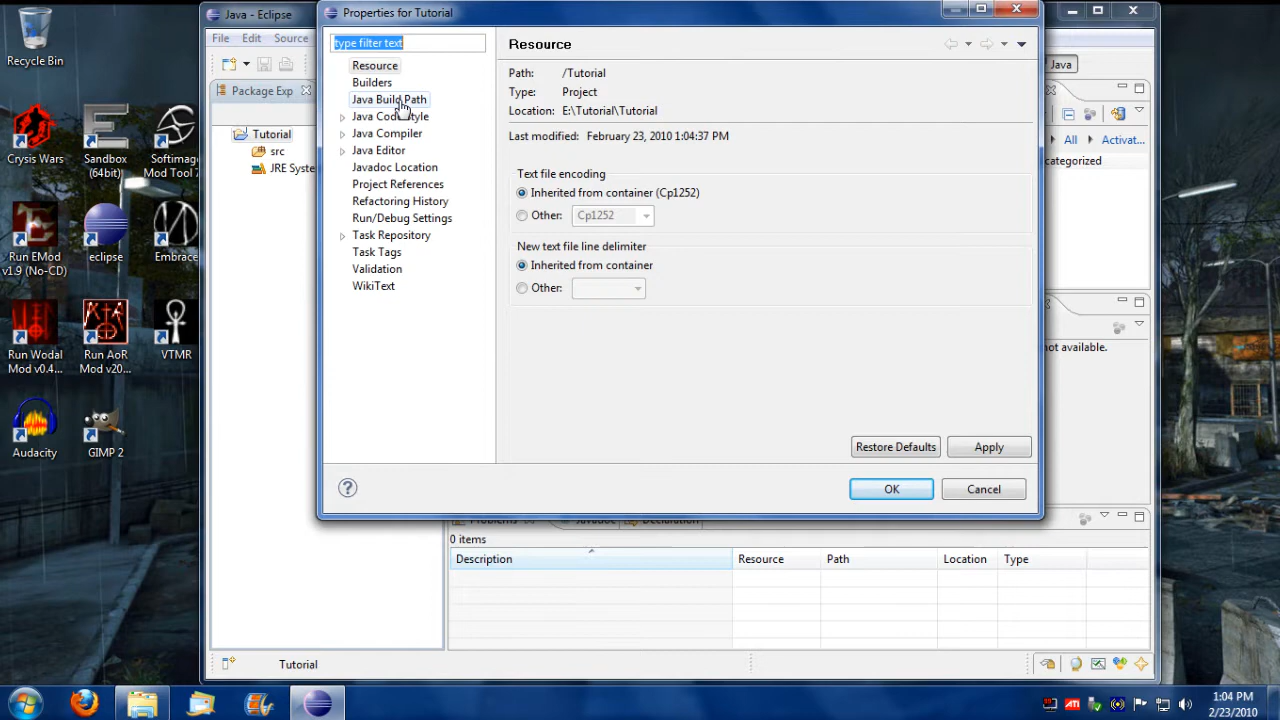 Recycle Bin
Crysis Wars
Sandbox
(64bit)
Softimag
Mod Tool 7
Run EMod
v1.9 (No-CD)
eclipse
Embrace
Run Wodal
Mod v0.4...
Run AoR
Mod v20...
VTMR
Audacity
GIMP 2
Java - Eclipse
File Edit Source
Package Exp
Tutorial
src
JRE Syste
Properties for Tutorial
type filter text
Resource
Builders
Java Build Path
Java Code Style
Java Compiler
Java Editor
Javadoc Location
Project References
Refactoring History
Run/Debug Settings
Task Repository
Task Tags
Validation
WikiText
Resource
Path: /Tutorial
Type: Project
Location: E:\Tutorial\Tutorial
Last modified: February 23, 2010 1:04:37 PM
Text file encoding
Inherited from container (Cp1252)
Other: Cp1252
New text file line delimiter
Inherited from container
Other:
Restore Defaults Apply
OK Cancel
Java
All Activat...
categorized
not available.
Problems Javadoc Declaration
0 items
Description Resource Path Location Type
Tutorial
ATI
1:04 PM
2/23/2010